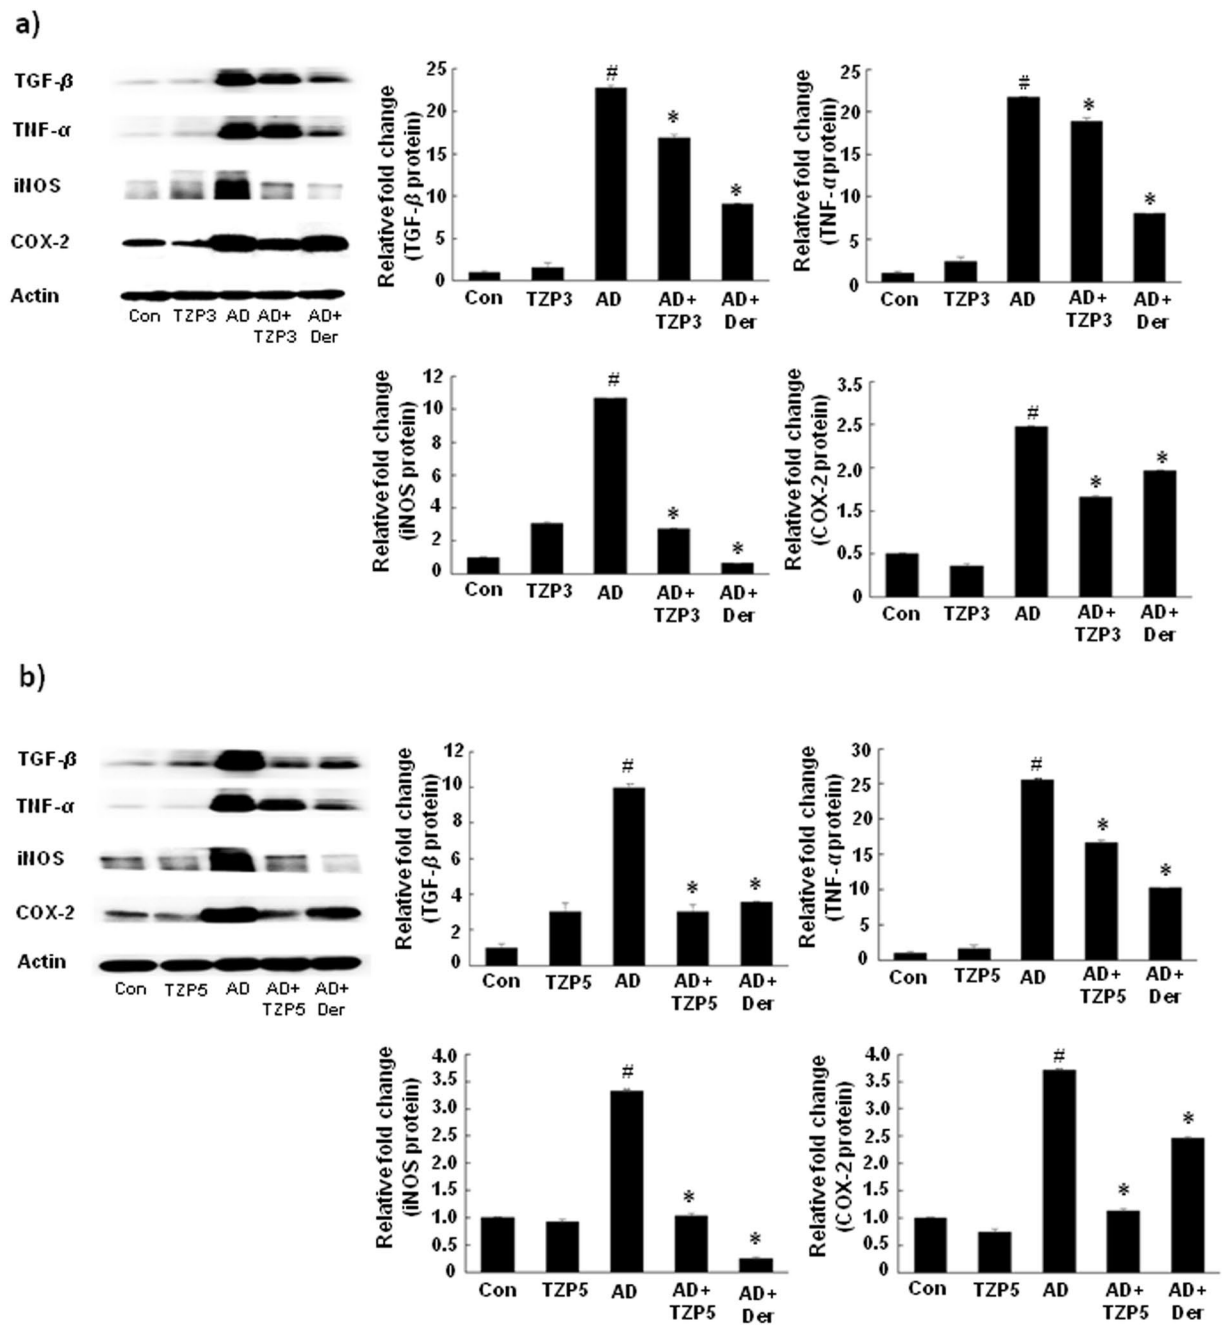 a)
TGF-β
TNF-α
iNOS
COX-2
Actin
Con TZP3 AD AD+ AD+
TZP3 Der
Relative fold change
(TGF-β protein)
25
20
15
10
5
0
#
*
*
Con TZP3 AD AD+ AD+
TZP3 Der
Relative fold change
(TNF-α protein)
25
20
15
10
5
0
#
*
*
Con TZP3 AD AD+ AD+
TZP3 Der
Relative fold change
(iNOS protein)
12
10
8
6
4
2
0
#
*
*
Con TZP3 AD AD+ AD+
TZP3 Der
Relative fold change
(COX-2 protein)
3.5
2.5
2.0
1.5
0.5
0
#
*
*
Con TZP3 AD AD+ AD+
TZP3 Der
b)
TGF-β
TNF-α
iNOS
COX-2
Actin
Con TZP5 AD AD+ AD+
TZP5 Der
Relative fold change
(TGF-β protein)
12
10
8
6
4
2
0
#
*
*
Con TZP5 AD AD+ AD+
TZP5 Der
Relative fold change
(TNF-α protein)
30
25
20
15
10
5
0
#
*
*
Con TZP5 AD AD+ AD+
TZP5 Der
Relative fold change
(iNOS protein)
4.0
3.5
3.0
2.5
2.0
1.5
1.0
0.5
0
#
*
*
Con TZP5 AD AD+ AD+
TZP5 Der
Relative fold change
(COX-2 protein)
4.0
3.5
3.0
2.5
2.0
1.5
1.0
0.5
0
#
*
*
Con TZP5 AD AD+ AD+
TZP5 Der